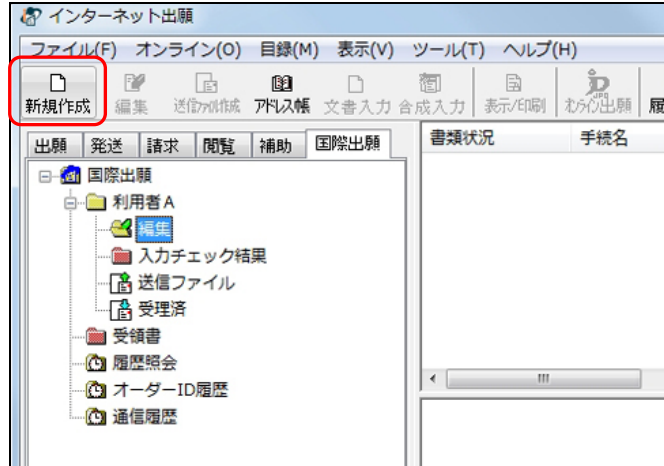 インターネット出願
ファイル(F) オンライン(O) 目録(M) 表示(V) ツール(T) ヘルプ(H)
新規作成 編集 送信ファイル作成 アドレス帳 文書入力 合成入力 表示/印刷 むらくも出願 履
出願 発送 請求 閲覧 補助 国際出願
書類状況 手続名
国際出願
利用者A
編集
入力チェック結果
送信ファイル
受理済
受領書
履歴照会
オーダーID履歴
通信履歴